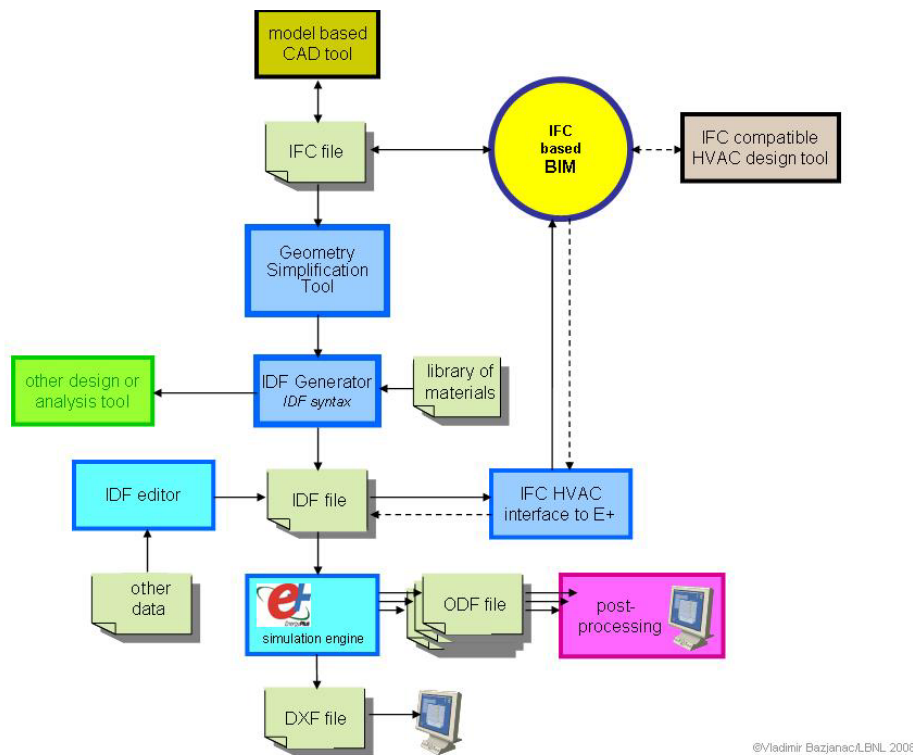 model based
CAD tool
IFC file
IFC
based
BIM
IFC compatible
HVAC design tool
Geometry
Simplification
Tool
other design or
analysis tool
IDF Generator
IDF syntax
library of
materials
IDF editor
IDF file
IFC HVAC
interface to E+
other
data
e+
EnergyPlus
simulation engine
ODF file
post-
processing
DXF file
©Vladimir Bazjanac/LBNL 2008